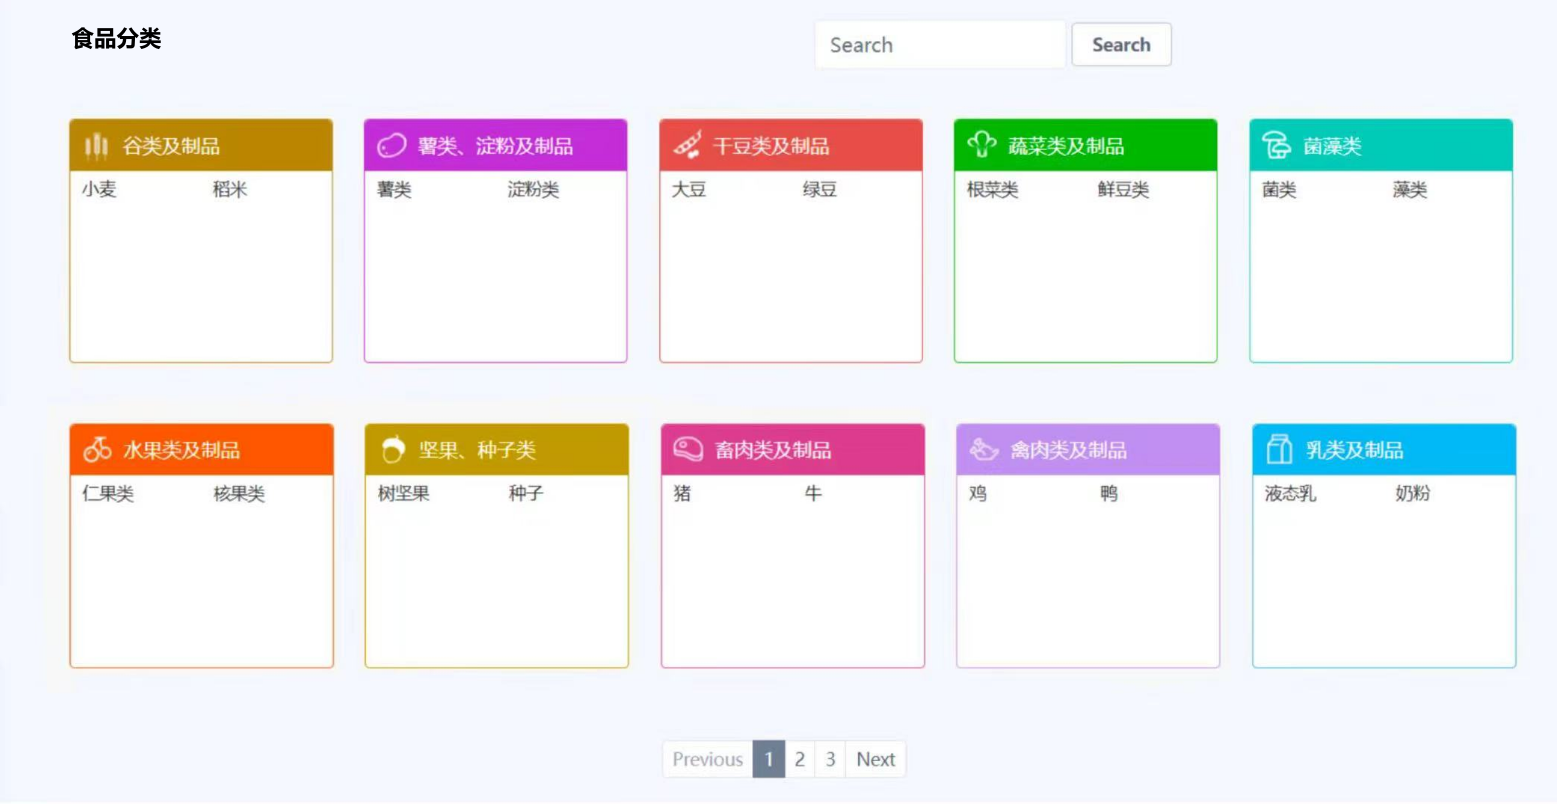 食品分类
Search Search
谷类及制品 薯类、淀粉及制品 干豆类及制品 蔬菜类及制品 菌藻类
小麦 稻米 薯类 淀粉类 大豆 绿豆 根菜类 鲜豆类 菌类 藻类
水果类及制品 坚果、种子类 畜肉类及制品 禽肉类及制品 乳类及制品
仁果类 核果类 树坚果 种子 猪 牛 鸡 鸭 液态乳 奶粉
Previous 1 2 3 Next